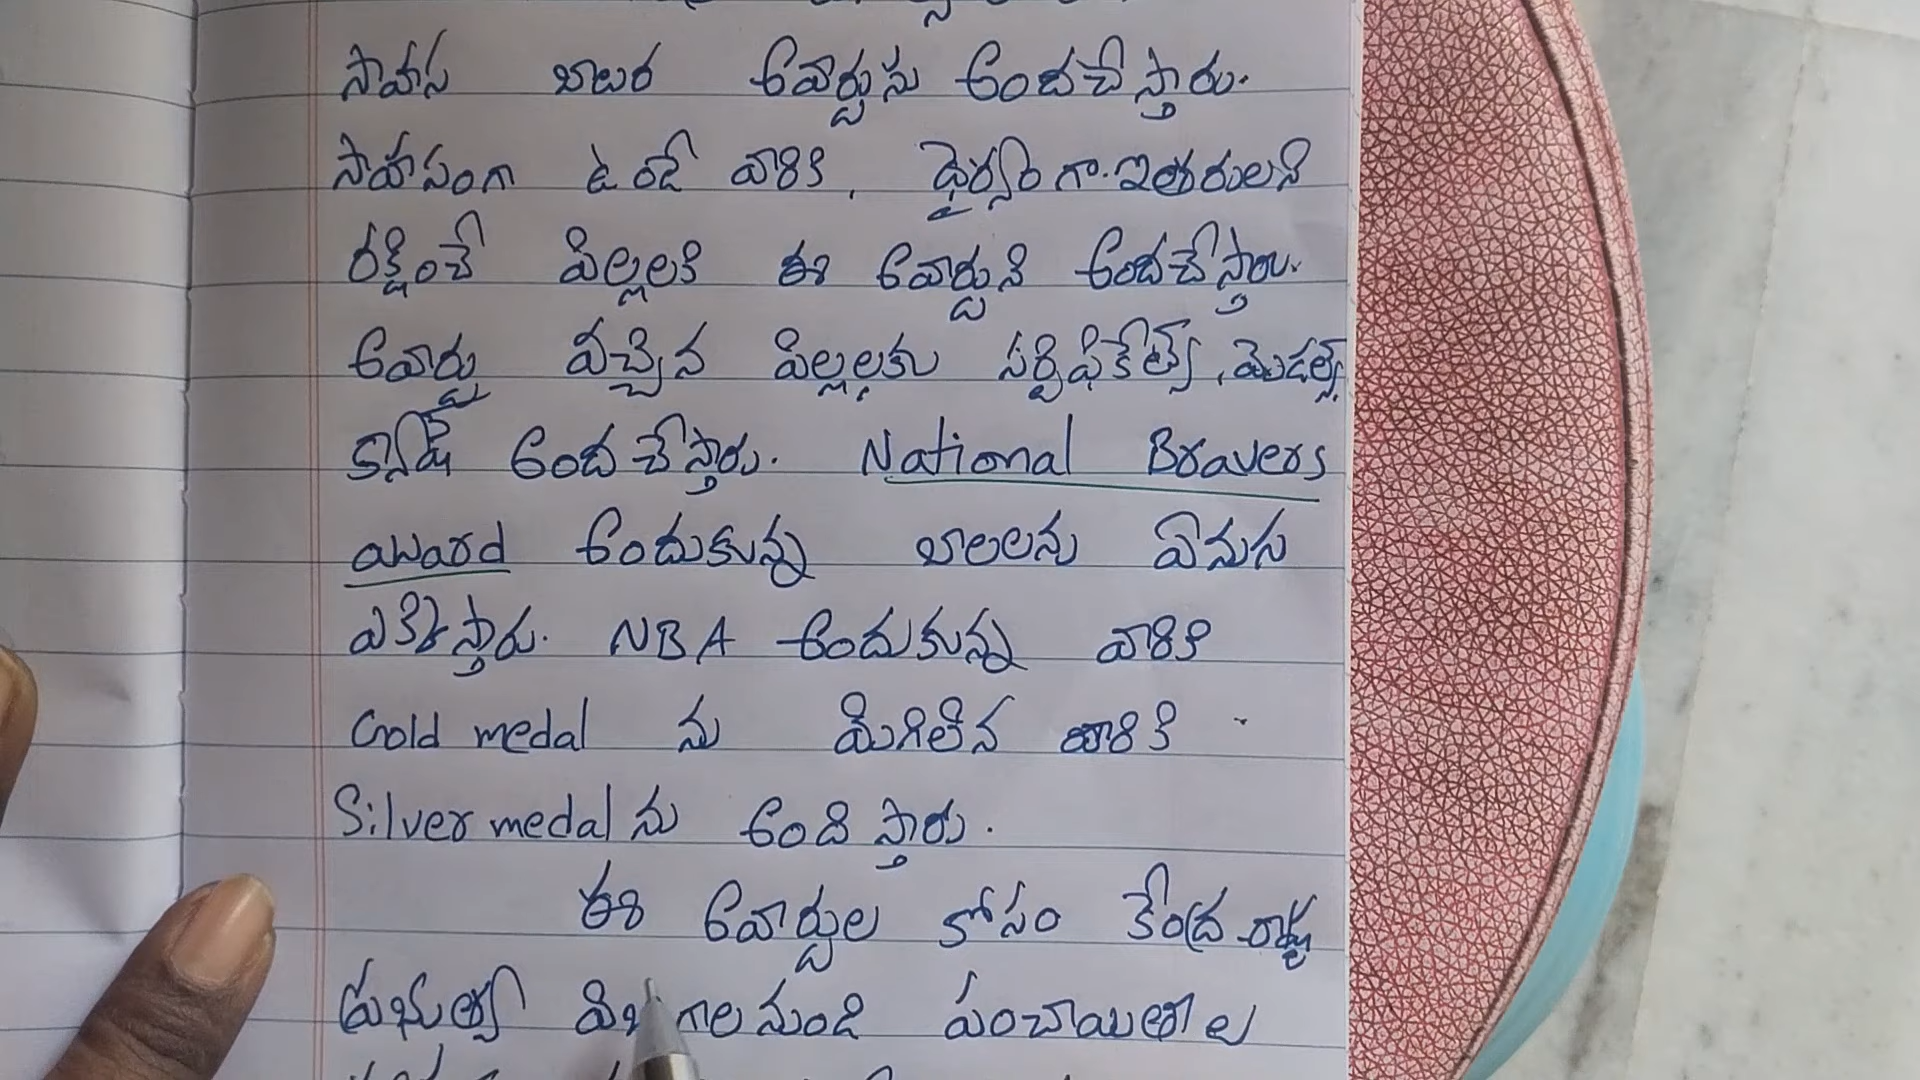 సాహస బాలల అవార్డును అందచేస్తారు.
సాహసంగా ఉండే వారికి, ధైర్యంగా ఇతరులని
రక్షించే పిల్లలకి ఈ అవార్డుని అందచేస్తారు.
అవార్డు వచ్చిన పిల్లలకు సర్టిఫికేట్స్, మెడల్స్,
అందచేస్తారు. National Bravers
award అందుకున్న బాలలను ఏనుగు
NBA అందుకున్న వారికి
Gold medal ను మిగిలిన వారికి
Silver medal ను అందిస్తారు.
ఈ అవార్డుల కోసం కేంద్ర రాష్ట్ర
నుండి పంచాయితీల